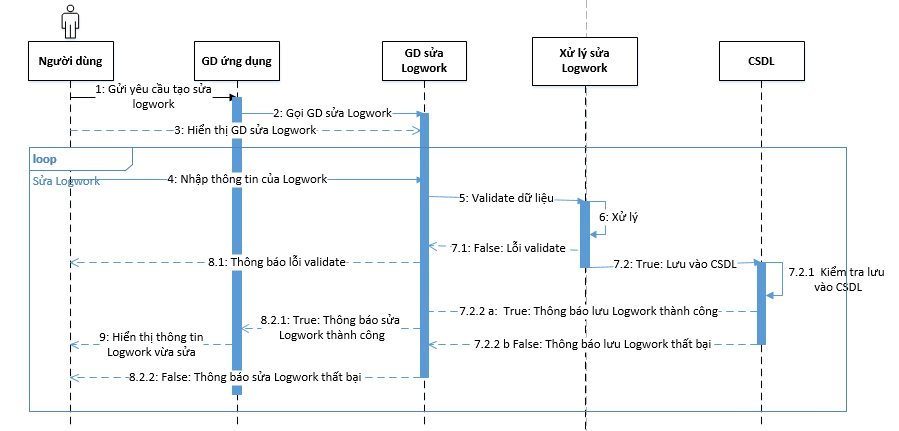 Người dùng
GD ứng dụng
GD sửa
Logwork
Xử lý sửa
Logwork
CSDL
1: Gửi yêu cầu tạo sửa
logwork
2: Gọi GD sửa Logwork
3: Hiển thị GD sửa Logwork
loop
Sửa Logwork
4: Nhập thông tin của Logwork
5: Validate dữ liệu
6: Xử lý
7.1: False: Lỗi validate
8.1: Thông báo lỗi validate
7.2: True: Lưu vào CSDL
7.2.1 Kiểm tra lưu
vào CSDL
7.2.2 a: True: Thông báo lưu Logwork thành công
8.2.1: True: Thông báo sửa
Logwork thành công
9: Hiển thị thông tin
Logwork vừa sửa
7.2.2 b False: Thông báo lưu Logwork thất bại
8.2.2: False: Thông báo sửa Logwork thất bại